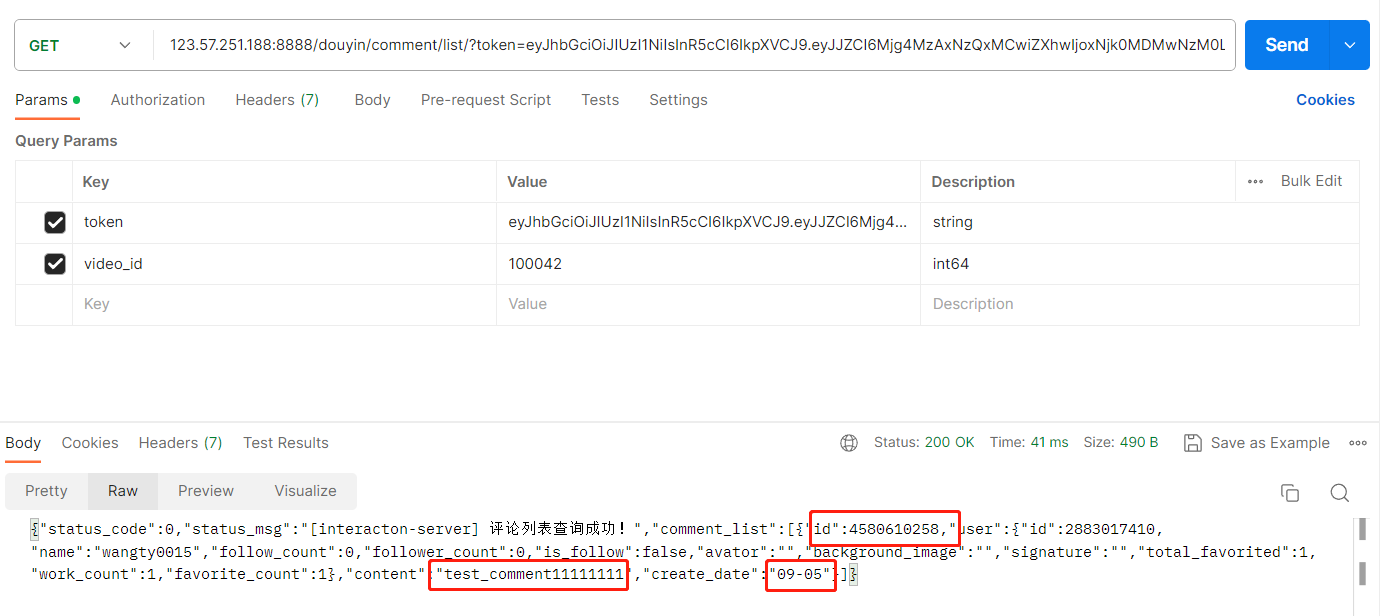 GET 123.57.251.188:8888/douyin/comment/list/?token=eyJhbGciOiJIUzI1NiIsInR5cCI6IkpXVCJ9.eyJJZCI6Mjg4MzAxNzQxMCwiZXhwIjoxNjk0MDMwNzM0L Send
Params Authorization Headers (7) Body Pre-request Script Tests Settings Cookies
Query Params
Key Value Description ••• Bulk Edit
token eyJhbGciOiJIUzI1NiIsInR5cCI6IkpXVCJ9.eyJJZCI6Mjg4... string
video_id 100042 int64
Key Value Description
Body Cookies Headers (7) Test Results Status: 200 OK Time: 41 ms Size: 490 B Save as Example
Pretty Raw Preview Visualize
{"status_code":0,"status_msg":"[interacton-server] 评论列表查询成功！","comment_list":[{"id":4580610258,"user":{"id":2883017410,
"name":"wangty0015","follow_count":0,"follower_count":0,"is_follow":false,"avator":"","background_image":"","signature":"","total_favorited":1,
"work_count":1,"favorite_count":1},"content":"test_comment11111111","create_date":"09-05"}]}